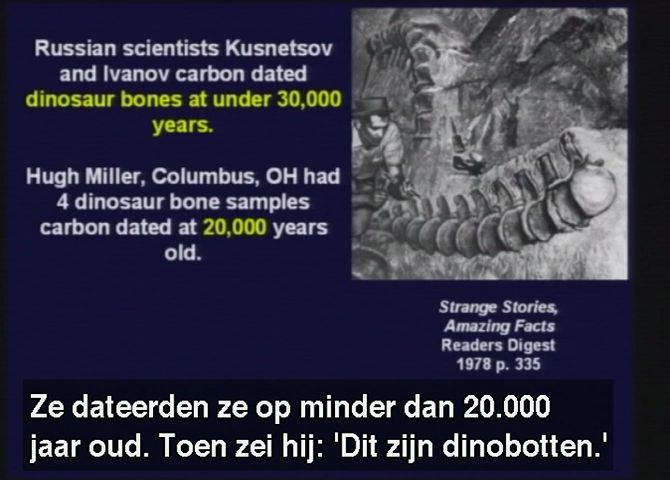 Russian scientists Kusnetsov
and Ivanov carbon dated
dinosaur bones at under 30,000
years.
Hugh Miller, Columbus, OH had
4 dinosaur bone samples
carbon dated at 20,000 years
old.
Strange Stories,
Amazing Facts
Readers Digest
1978 p. 335
Ze dateerden ze op minder dan 20.000
jaar oud. Toen zei hij: 'Dit zijn dinobotten.'